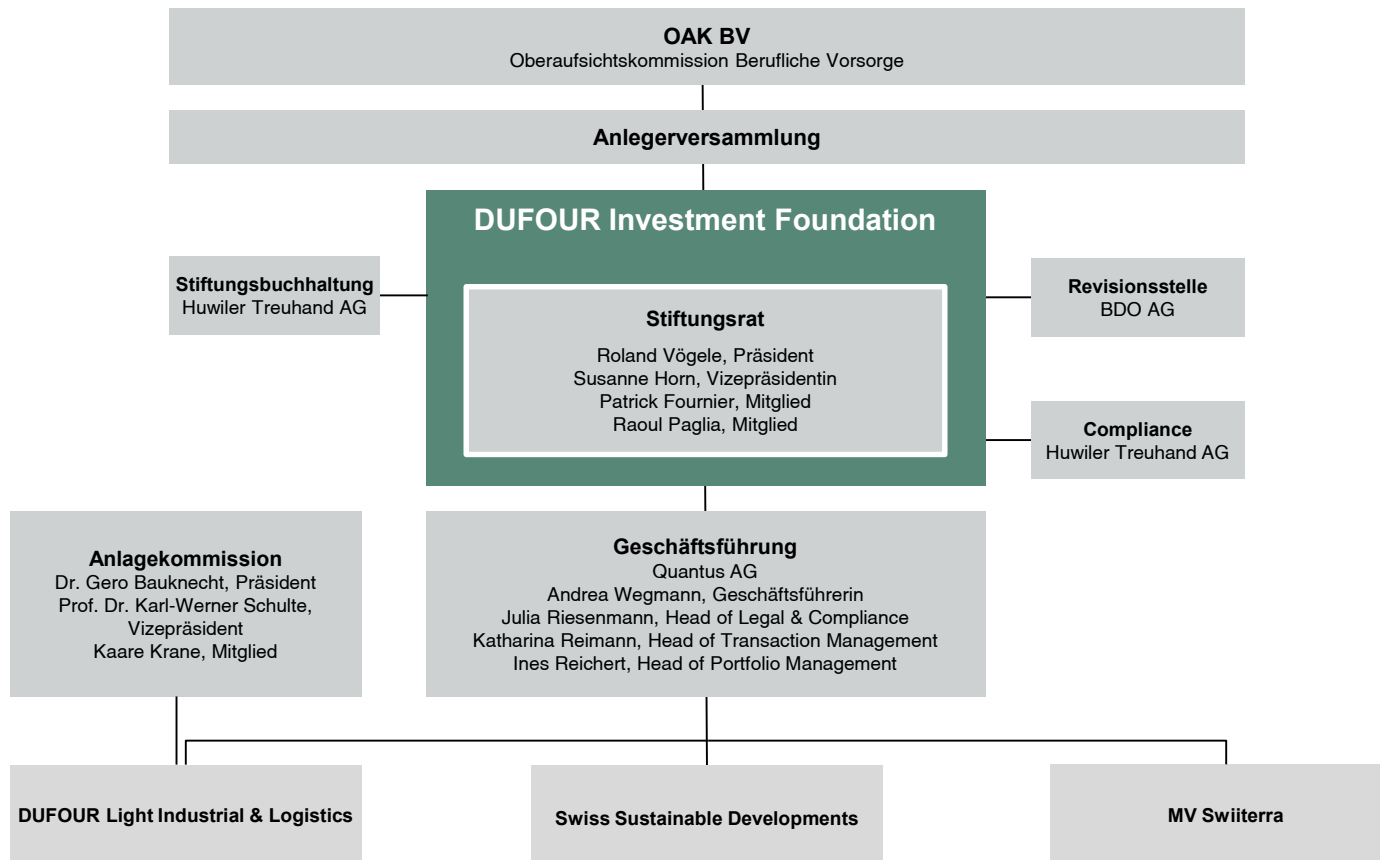 OAK BV
Oberaufsichtskommission Berufliche Vorsorge
Anlegerversammlung
DUFOUR Investment Foundation
Stiftungsbuchhaltung
Huwiler Treuhand AG
Revisionsstelle
BDO AG
Stiftungsrat
Roland Vögele, Präsident
Susanne Horn, Vizepräsidentin
Patrick Fournier, Mitglied
Raoul Paglia, Mitglied
Compliance
Huwiler Treuhand AG
Anlagekommission
Dr. Gero Bauknecht, Präsident
Prof. Dr. Karl-Werner Schulte,
Vizepräsident
Kaare Krane, Mitglied
Geschäftsführung
Quantus AG
Andrea Wegmann, Geschäftsführerin
Julia Riesenmann, Head of Legal & Compliance
Katharina Reimann, Head of Transaction Management
Ines Reichert, Head of Portfolio Management
DUFOUR Light Industrial & Logistics
Swiss Sustainable Developments
MV Swiiterra